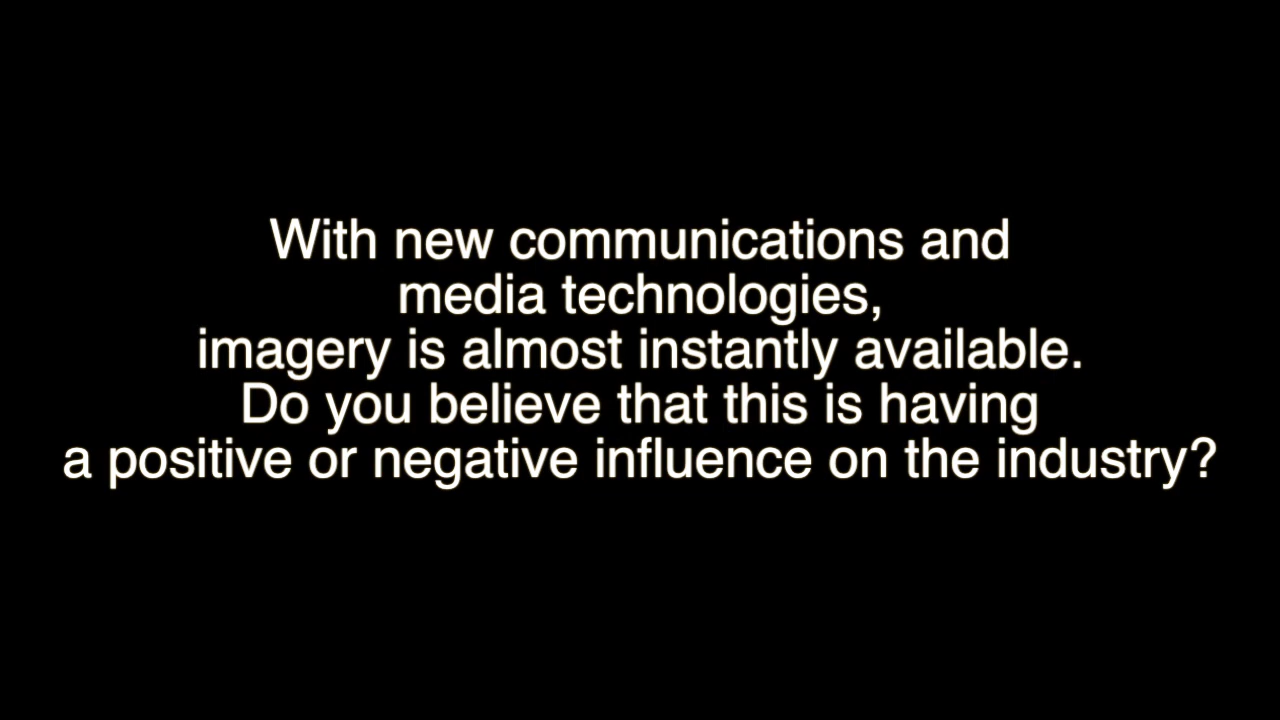 With new communications and
media technologies,
imagery is almost instantly available.
Do you believe that this is having
a positive or negative influence on the industry?